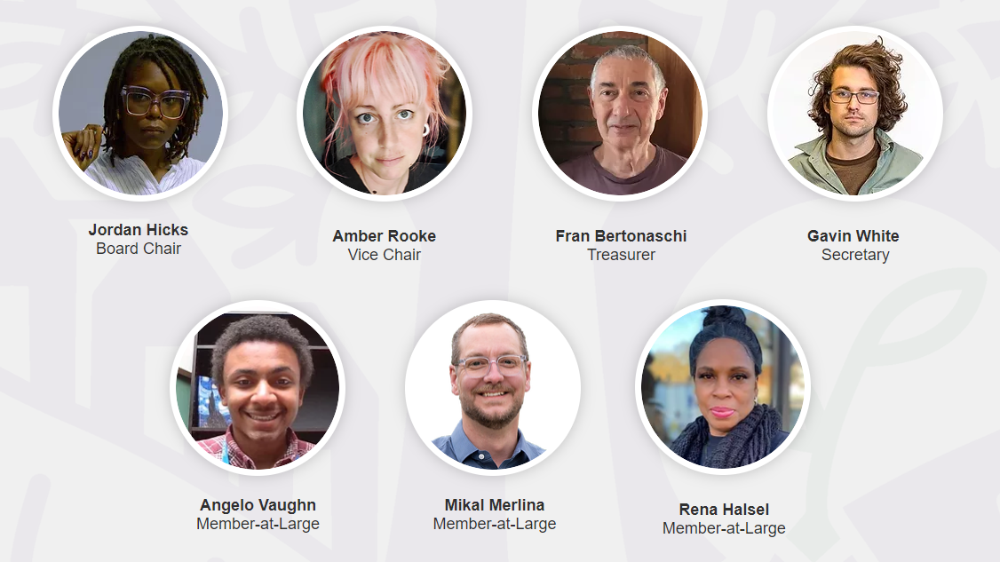 Jordan Hicks
Board Chair
Amber Rooke
Vice Chair
Fran Bertonaschi
Treasurer
Gavin White
Secretary
Angelo Vaughn
Member-at-Large
Mikal Merlina
Member-at-Large
Rena Halsel
Member-at-Large